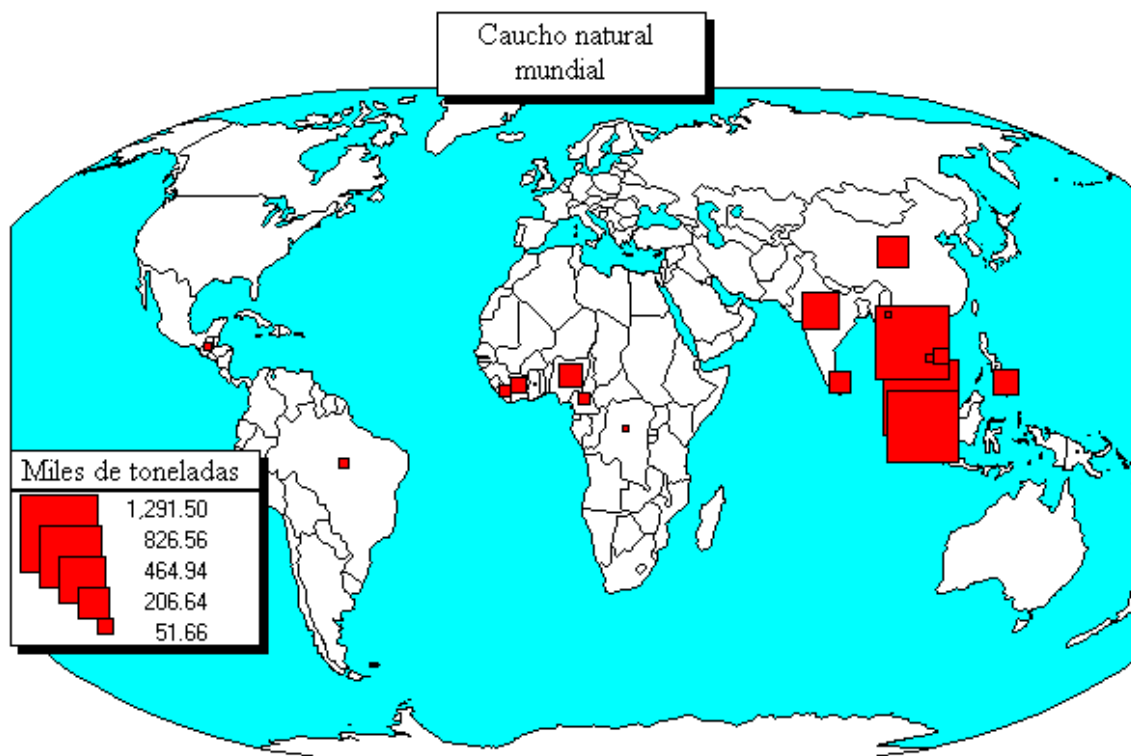 Caucho natural
mundial
Miles de toneladas
1,291.50
826.56
464.94
206.64
51.66